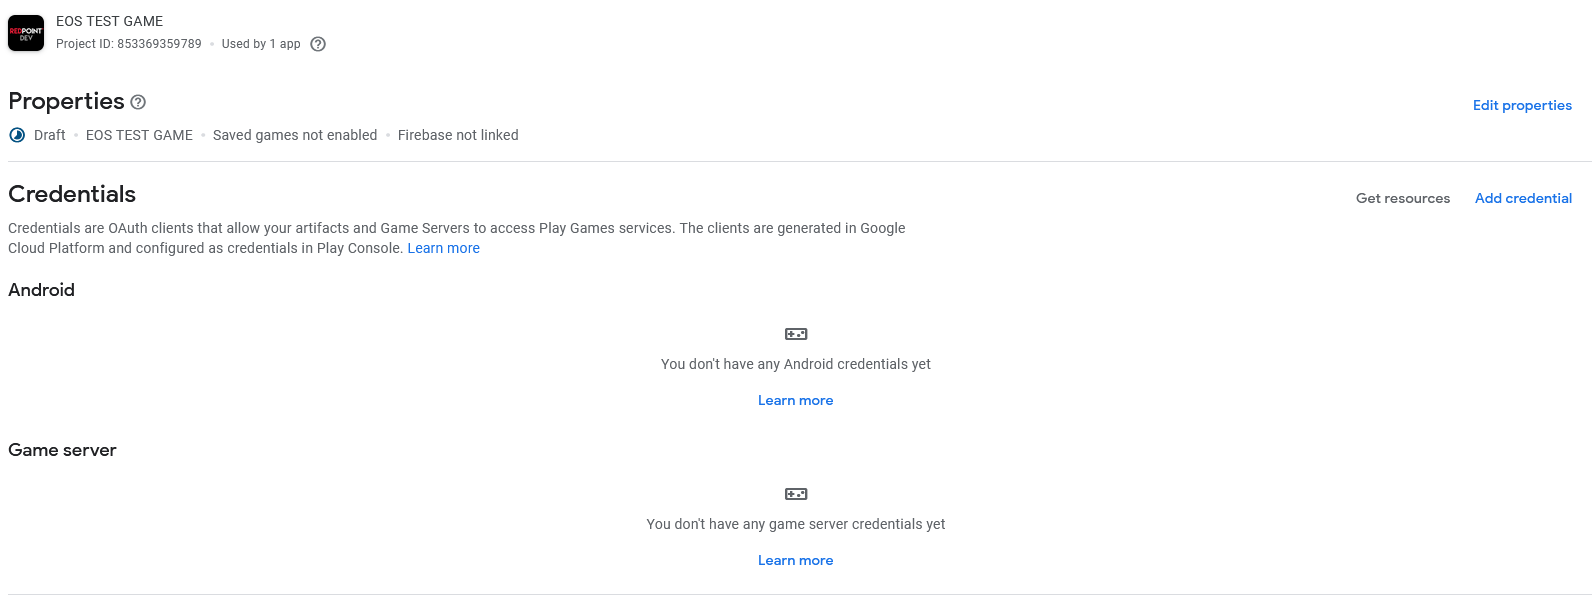 REDPOINT
DEV
EOS TEST GAME
Project ID: 853369359789 • Used by 1 app
Properties
Edit properties
Draft • EOS TEST GAME • Saved games not enabled • Firebase not linked
Credentials
Get resources
Add credential
Credentials are OAuth clients that allow your artifacts and Game Servers to access Play Games services. The clients are generated in Google
Cloud Platform and configured as credentials in Play Console. Learn more
Android
You don't have any Android credentials yet
Learn more
Game server
You don't have any game server credentials yet
Learn more